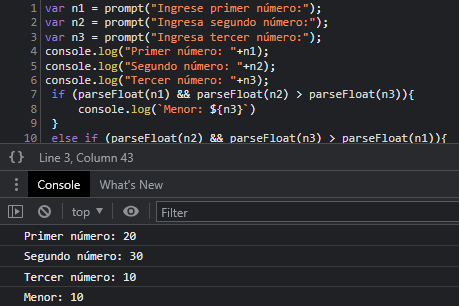 1 var n1 = prompt("Ingrese primer número:");
2 var n2 = prompt("Ingresa segundo número:");
3 var n3 = prompt("Ingresa tercer número:");
4 console.log("Primer número: "+n1);
5 console.log("Segundo número: "+n2);
6 console.log("Tercer número: "+n3);
7 if (parseFloat(n1) && parseFloat(n2) > parseFloat(n3)){
8 console.log(`Menor: ${n3}`)
9 }
10 else if (parseFloat(n2) && parseFloat(n3) > parseFloat(n1)){
{} Line 3, Column 43
Console What's New
top Filter
Primer número: 20
Segundo número: 30
Tercer número: 10
Menor: 10